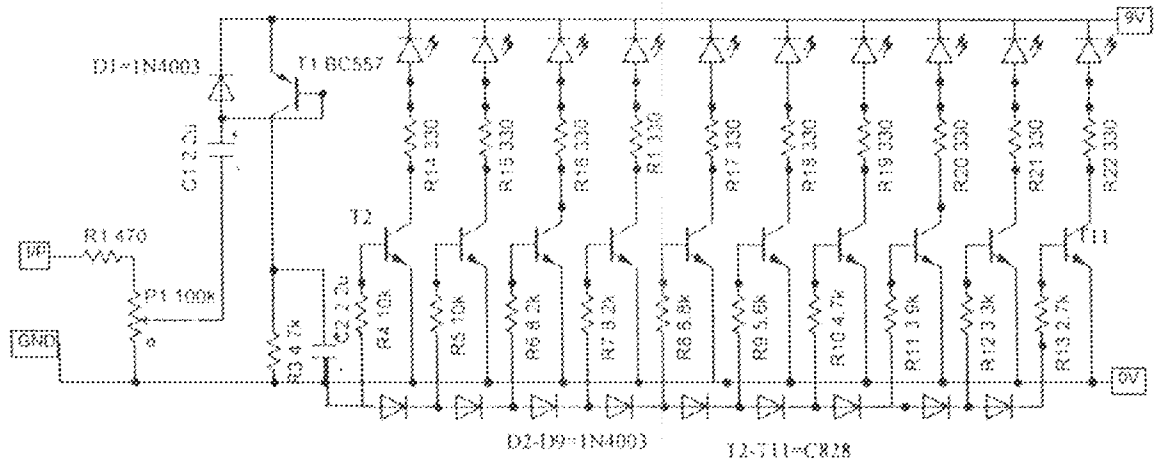 9V
D1=1N4003
T1 BC557
C1 2.2u
R14 330
R15 330
R16 330
R1 330
R17 330
R18 330
R19 330
R20 330
R21 330
R22 330
T2
T11
R1 470
I/P
P1 100k
GND
R3 4.7k
C2 2.2u
R4 10k
R5 10k
R6 8.2k
R7 8.2k
R8 6.8k
R9 5.6k
R10 4.7k
R11 3.9k
R12 3.3k
R13 2.7k
0V
D2-D9=1N4003
T2-T11=C828